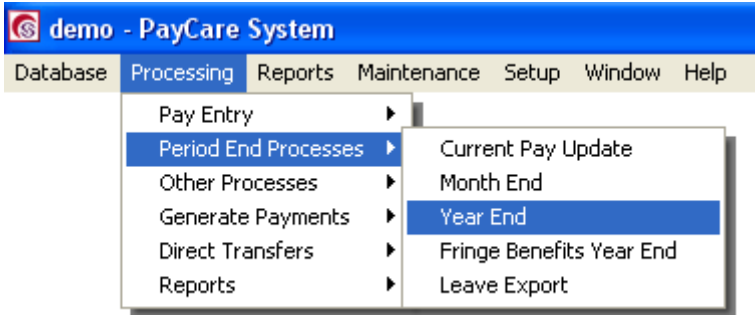 demo - PayCare System
Database Processing Reports Maintenance Setup Window Help
Pay Entry
Period End Processes Current Pay Update
Other Processes Month End
Generate Payments Year End
Direct Transfers Fringe Benefits Year End
Reports Leave Export